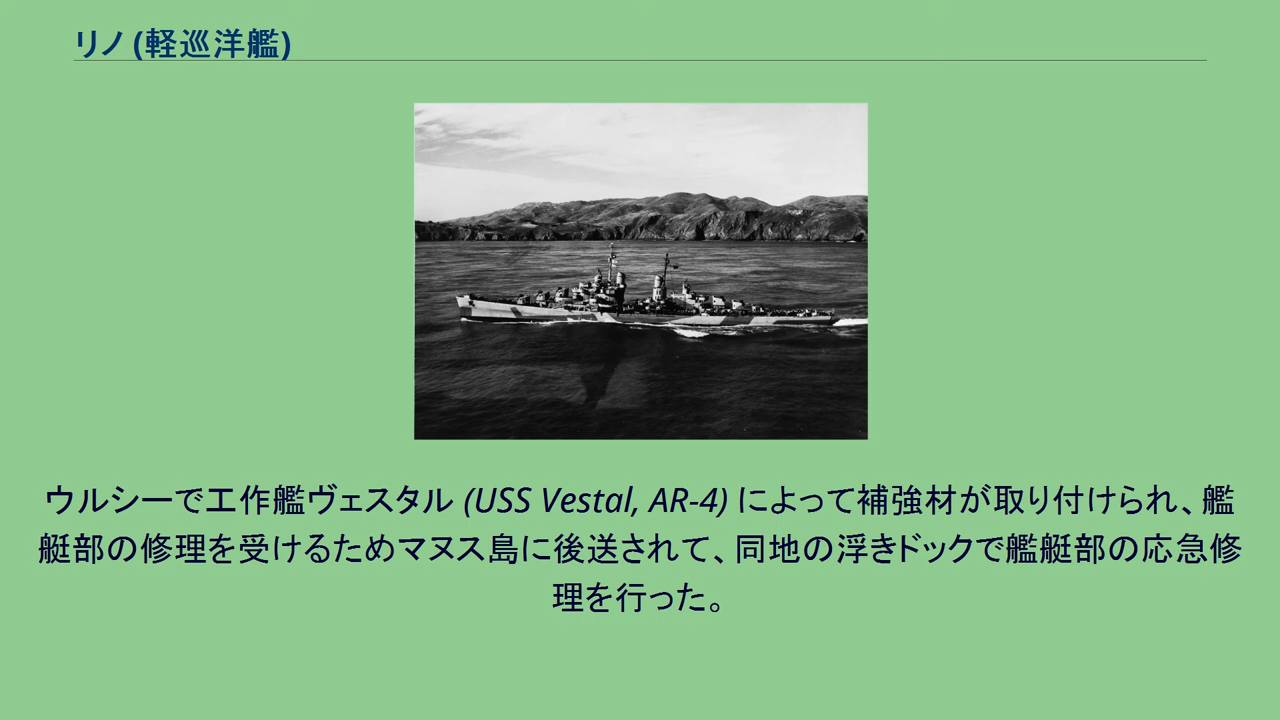 リノ (軽巡洋艦)
ウルシーで工作艦ヴェスタル (USS Vestal, AR-4) によって補強材が取り付けられ、艦
艇部の修理を受けるためマヌス島に後送されて、同地の浮きドックで艦艇部の応急修
理を行った。